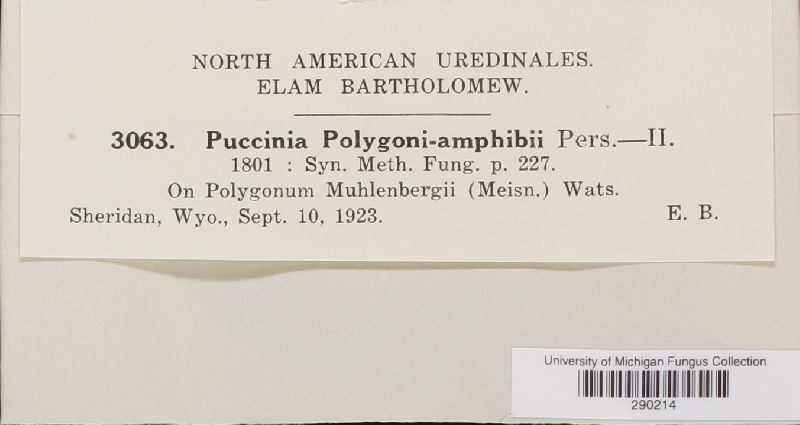 NORTH AMERICAN UREDINALES.
ELAM BARTHOLOMEW.
3063. Puccinia Polygoni-amphibii Pers.—II.
1801 : Syn. Meth. Fung. p. 227.
On Polygonum Muhlenbergii (Meisn.) Wats.
Sheridan, Wyo., Sept. 10, 1923. E. B.
University of Michigan Fungus Collection
290214